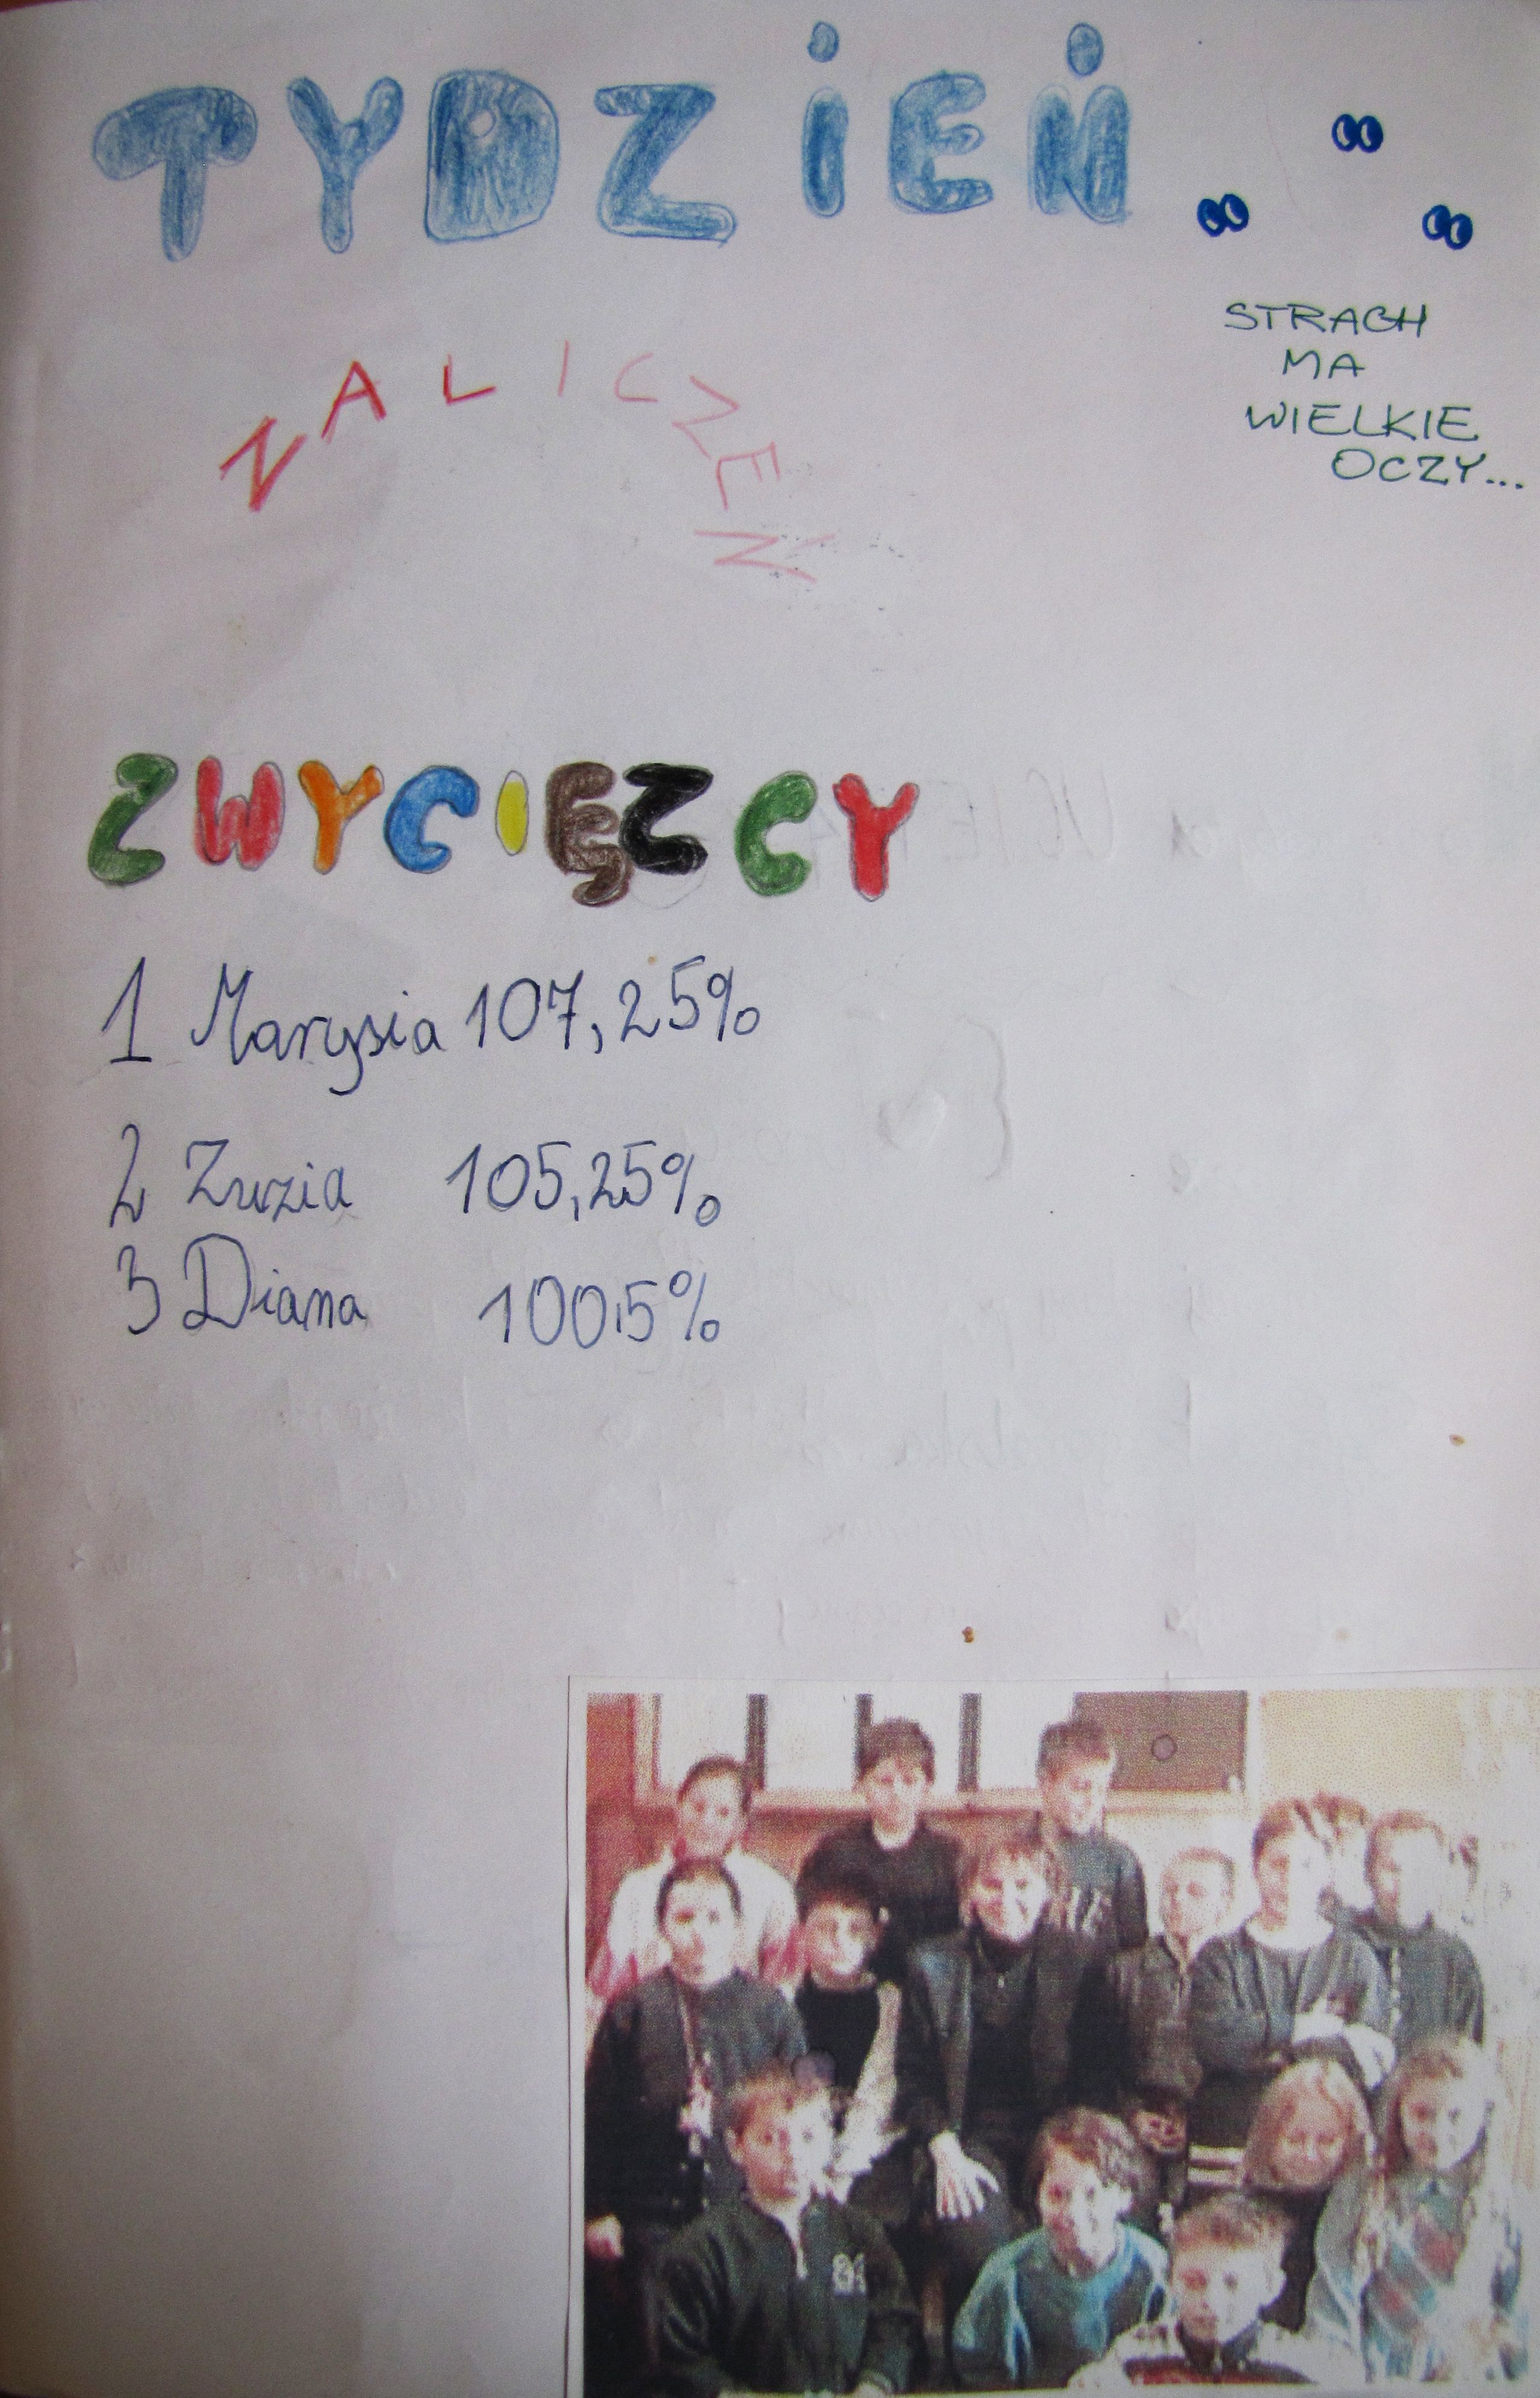 TYDZIEŃ
STRACH
MA
WIELKIE
OCZY...
ZALICZEŃ
ZWYCIĘZCY
1 Marysia 107,25%
2 Zuzia 105,25%
3 Diana 100,5%